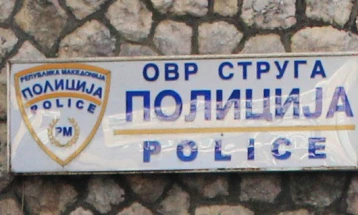 РЕПУБЛИКА МАКЕДОНИЈА
ПОЛИЦИЈА
POLICE
РМ
ОВР СТРУГА
ПОЛИЦИЈА
POLICE